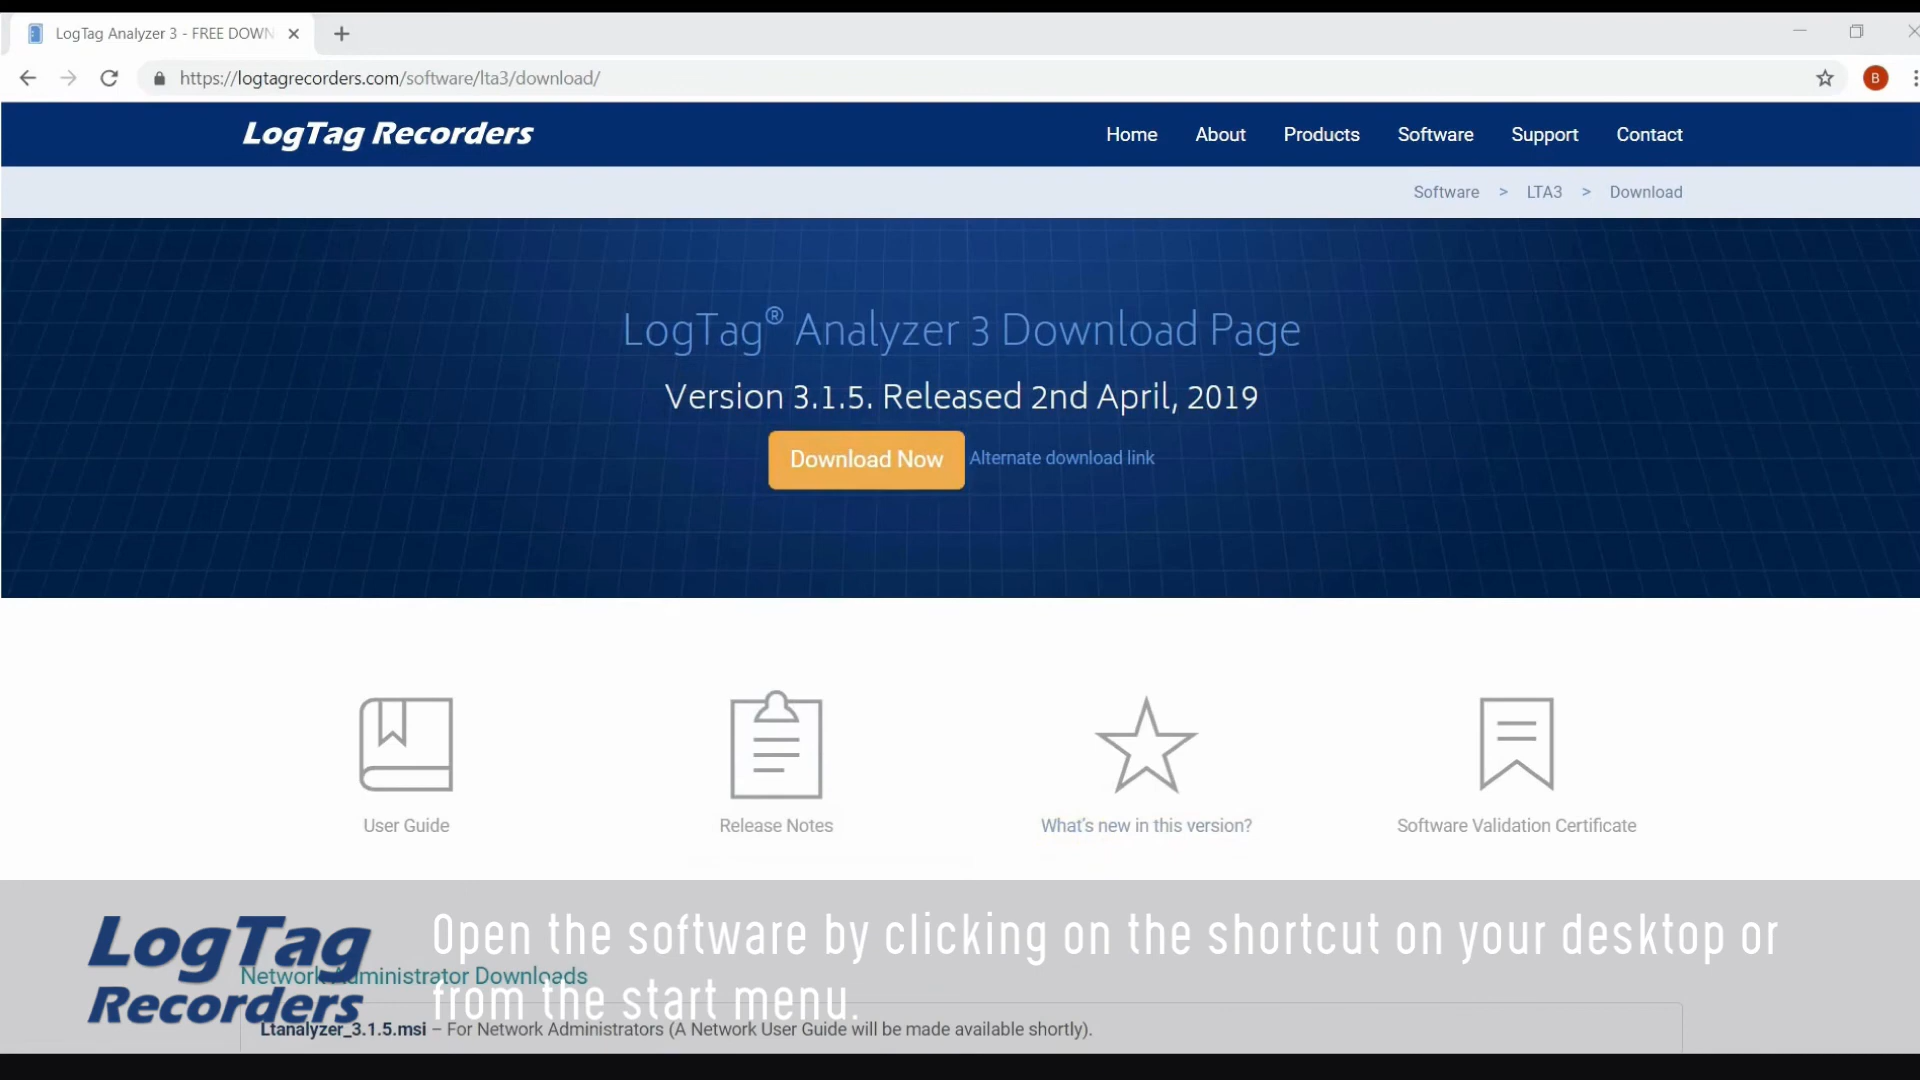 LogTag Analyzer 3 - FREE DOWN
https://logtagrecorders.com/software/lta3/download/
B
LogTag Recorders
Home About Products Software Support Contact
Software > LTA3 > Download
LogTag® Analyzer 3 Download Page
Version 3.1.5. Released 2nd April, 2019
Download Now Alternate download link
User Guide Release Notes What's new in this version? Software Validation Certificate
LogTag
Recorders
Open the software by clicking on the shortcut on your desktop or
from the start menu.
Network Administrator Downloads
Ltanalyzer_3.1.5.msi – For Network Administrators (A Network User Guide will be made available shortly).